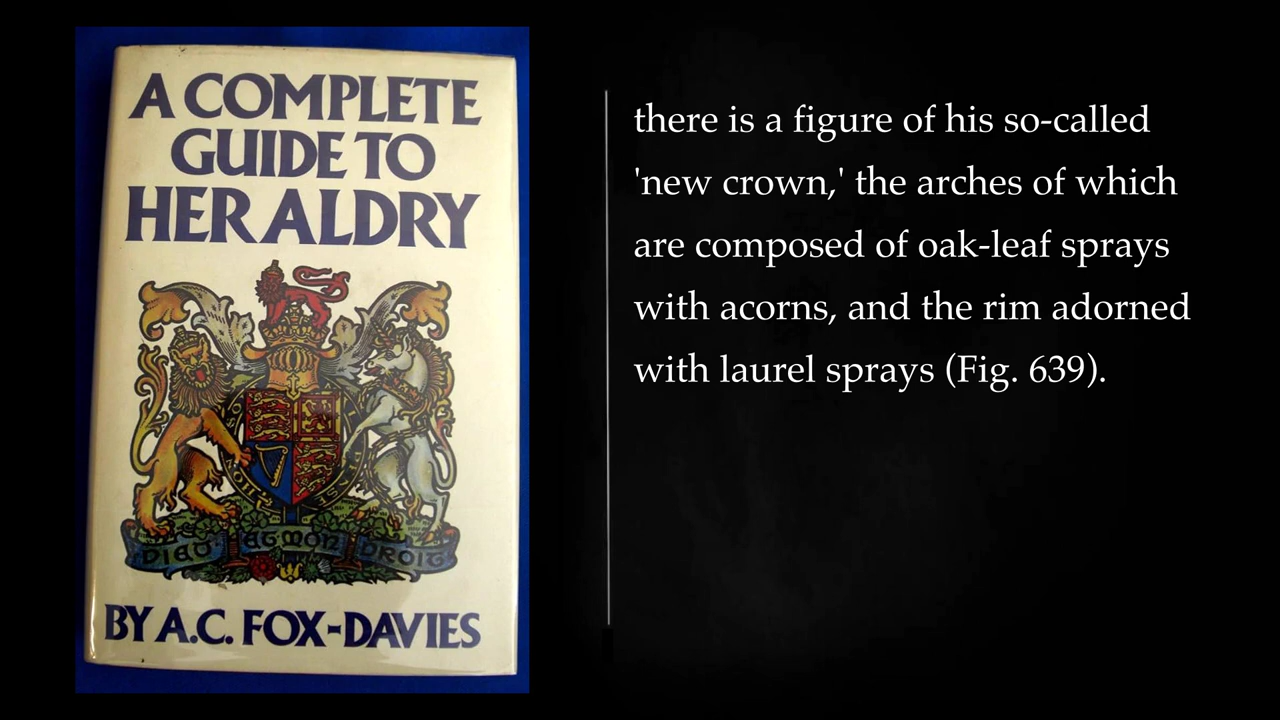 A COMPLETE
GUIDE TO
HERALDRY
DIEU ET MON DROIT
BY A.C. FOX-DAVIES
there is a figure of his so-called
'new crown,' the arches of which
are composed of oak-leaf sprays
with acorns, and the rim adorned
with laurel sprays (Fig. 639).